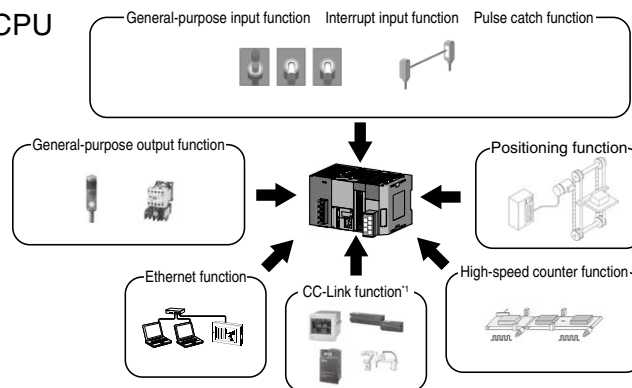 CPU
General-purpose input function Interrupt input function Pulse catch function
General-purpose output function
Positioning function
Ethernet function
CC-Link function*1
High-speed counter function